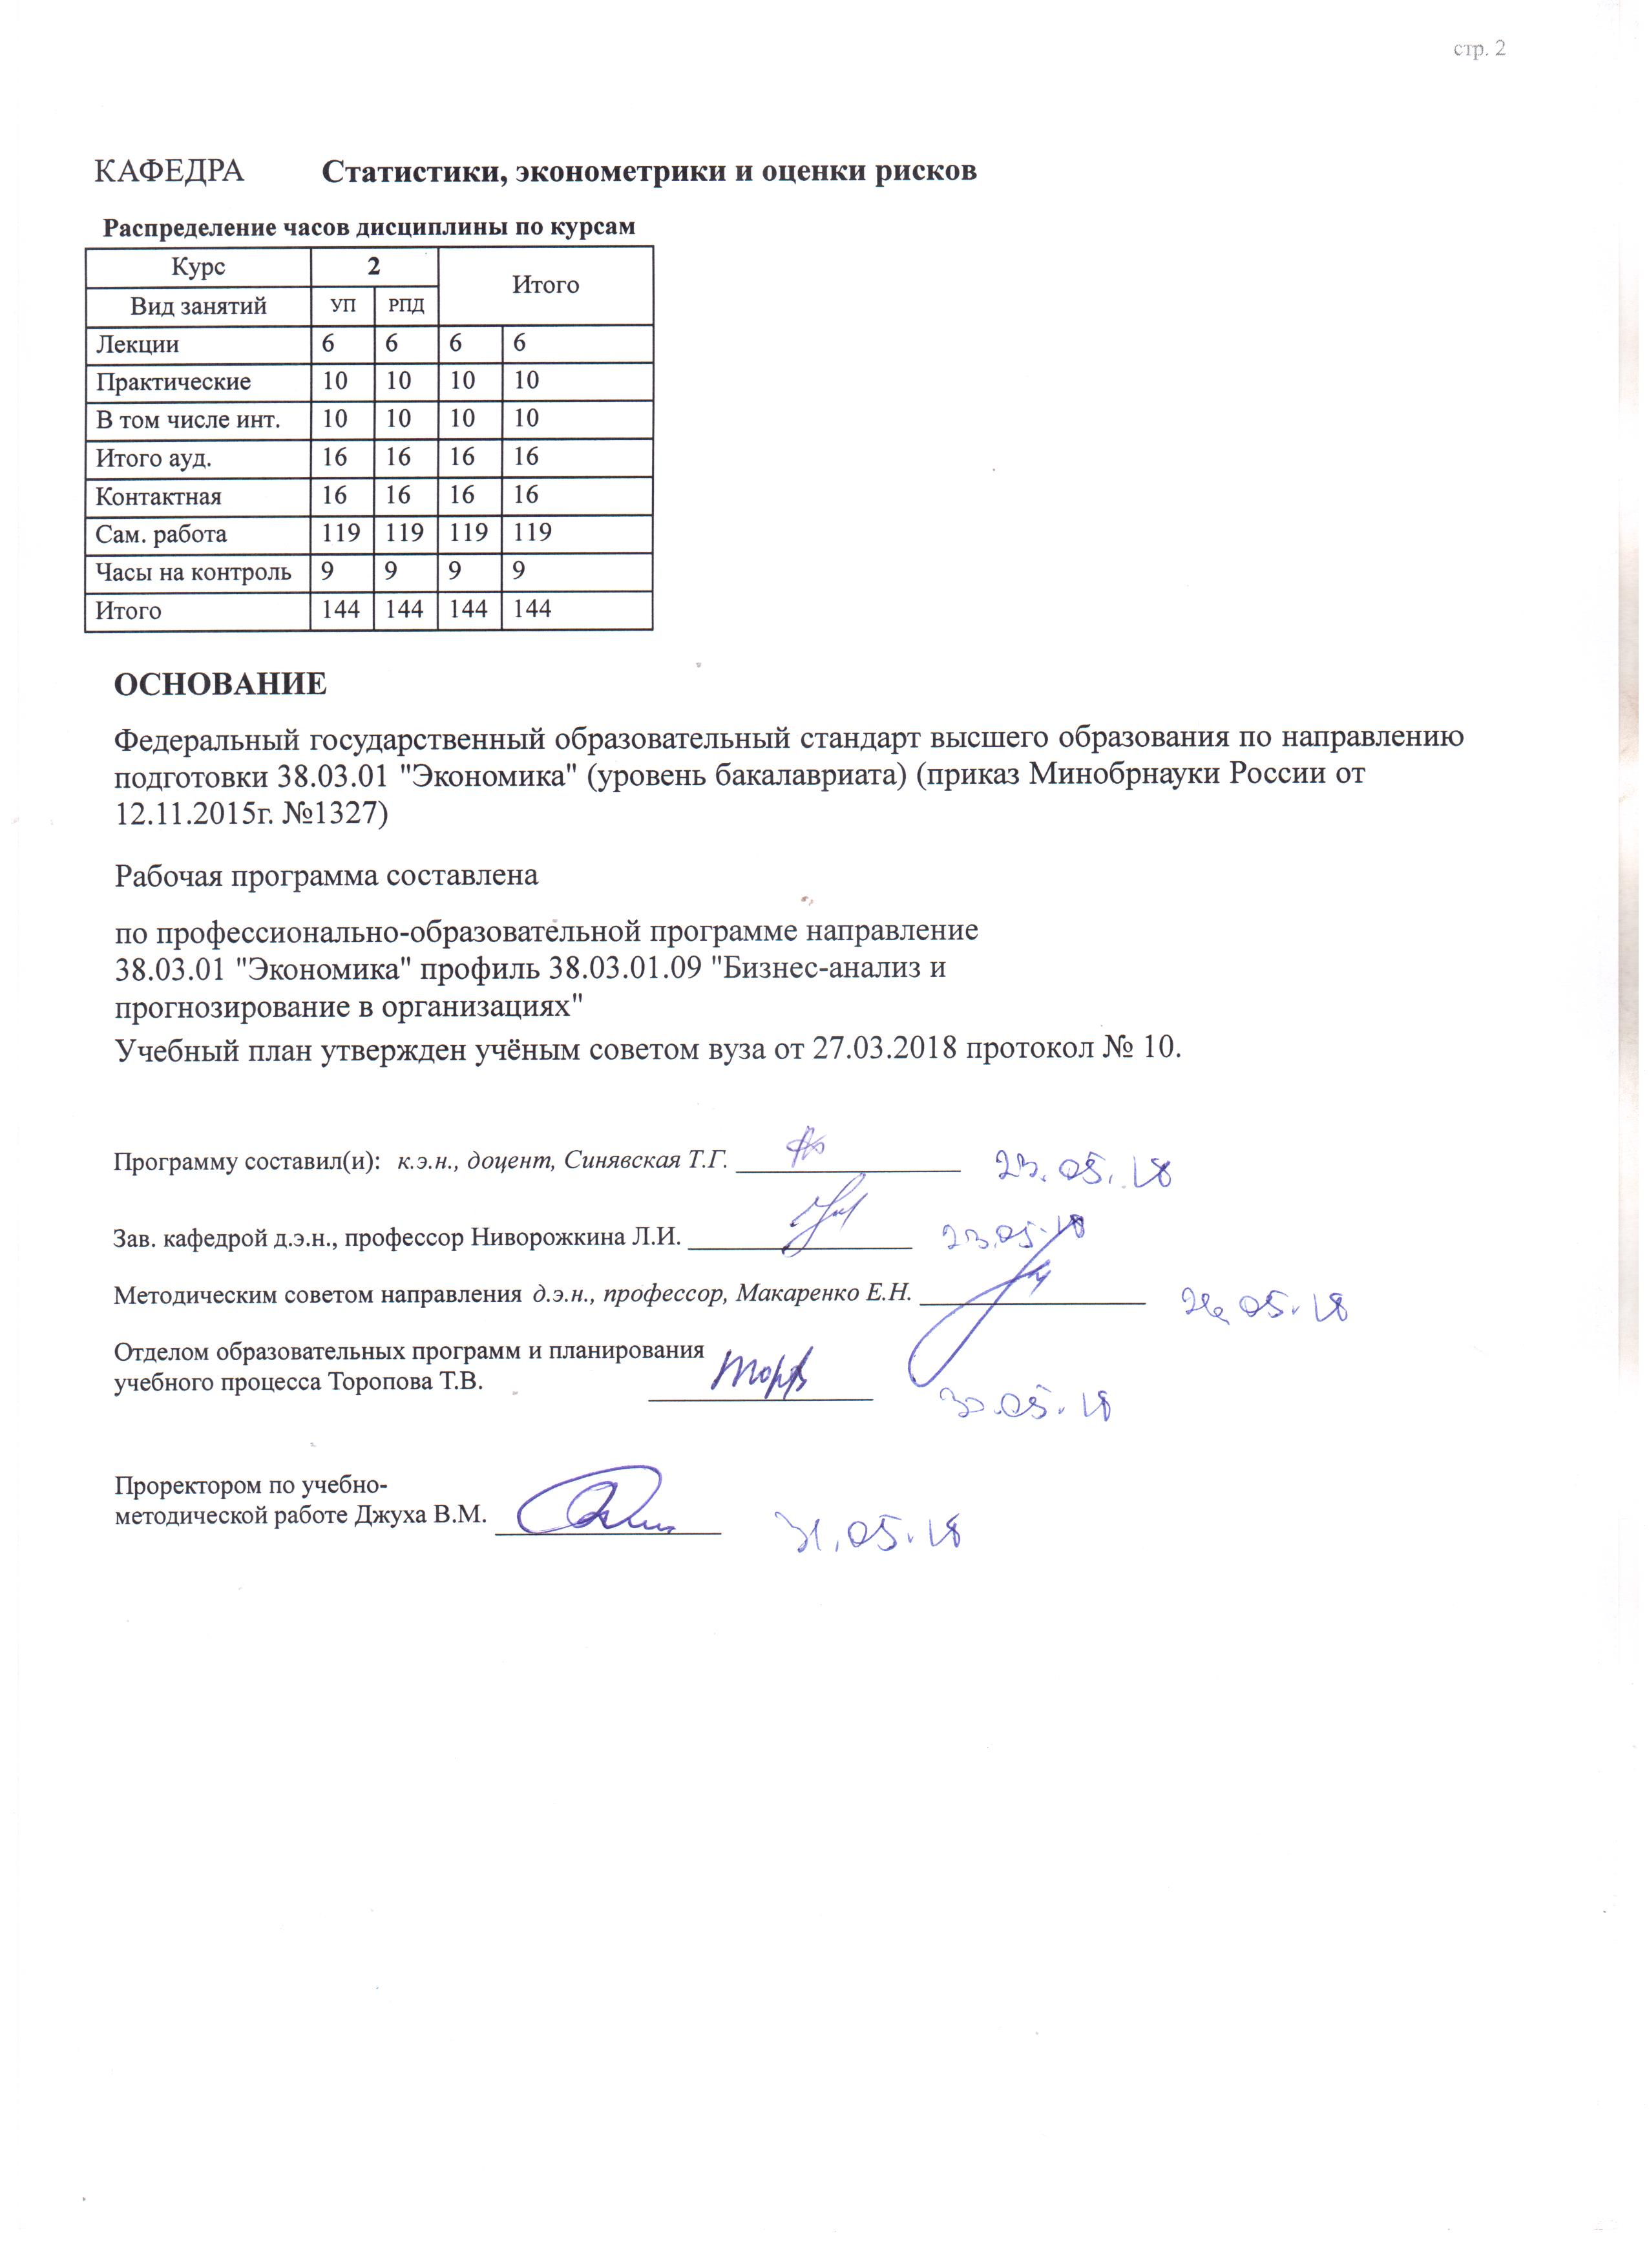 стр. 2
КАФЕДРА Статистики, эконометрики и оценки рисков
Распределение часов дисциплины по курсам
Курс 2 Итого
Вид занятий УП РПД
Лекции 6 6 6 6
Практические 10 10 10 10
В том числе инт. 10 10 10 10
Итого ауд. 16 16 16 16
Контактная 16 16 16 16
Сам. работа 119 119 119 119
Часы на контроль 9 9 9 9
Итого 144 144 144 144
ОСНОВАНИЕ
Федеральный государственный образовательный стандарт высшего образования по направлению
подготовки 38.03.01 "Экономика" (уровень бакалавриата) (приказ Минобрнауки России от
12.11.2015г. №1327)
Рабочая программа составлена
по профессионально-образовательной программе направление
38.03.01 "Экономика" профиль 38.03.01.09 "Бизнес-анализ и
прогнозирование в организациях"
Учебный план утвержден учёным советом вуза от 27.03.2018 протокол № 10.
Программу составил(и): к.э.н., доцент, Синявская Т.Г. 23.05.18
Зав. кафедрой д.э.н., профессор Ниворожкина Л.И. 23.05.18
Методическим советом направления д.э.н., профессор, Макаренко Е.Н. 05.18
Отделом образовательных программ и планирования
учебного процесса Торопова Т.В. 30.05.18
Проректором по учебно-
методической работе Джуха В.М. 31.05.18